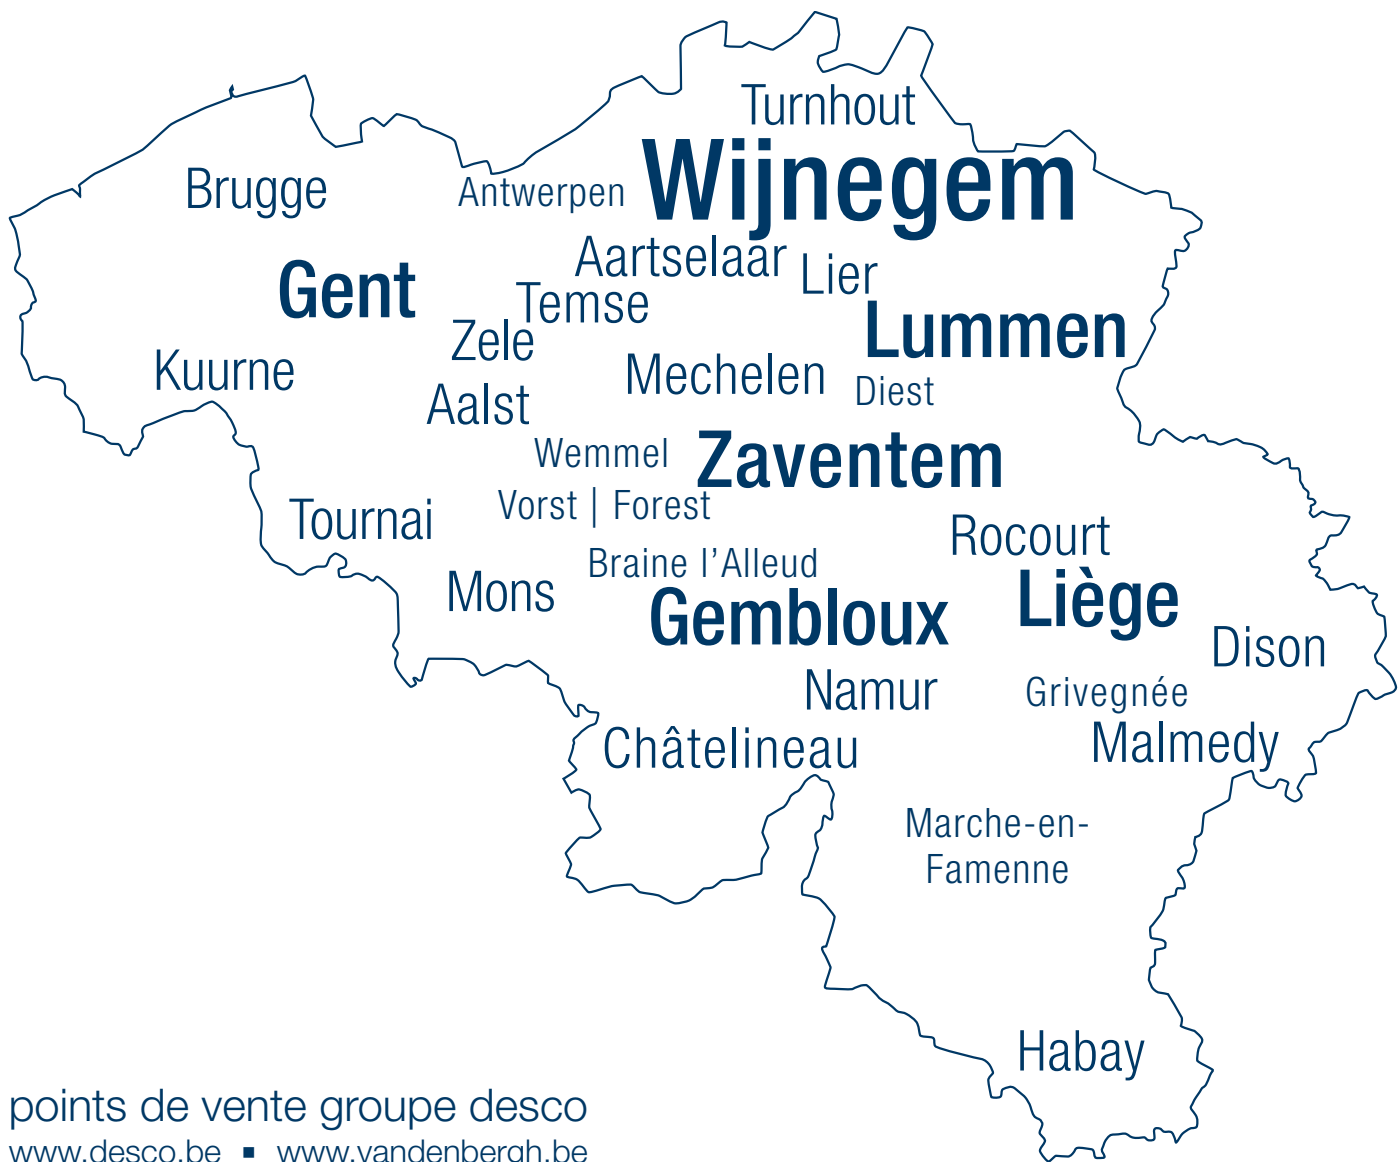 Turnhout
Wijnegem
Brugge
Antwerpen
Aartselaar
Lier
Gent
Temse
Lummen
Zele
Kuurne
Mechelen
Diest
Aalst
Wemmel
Zaventem
Vorst | Forest
Tournai
Rocourt
Braine l’Alleud
Mons
Liège
Gembloux
Dison
Namur
Grivegnée
Châtelineau
Malmedy
Marche-en-
Famenne
Habay
points de vente groupe desco
www.desco.be ▪ www.vandenbergh.be